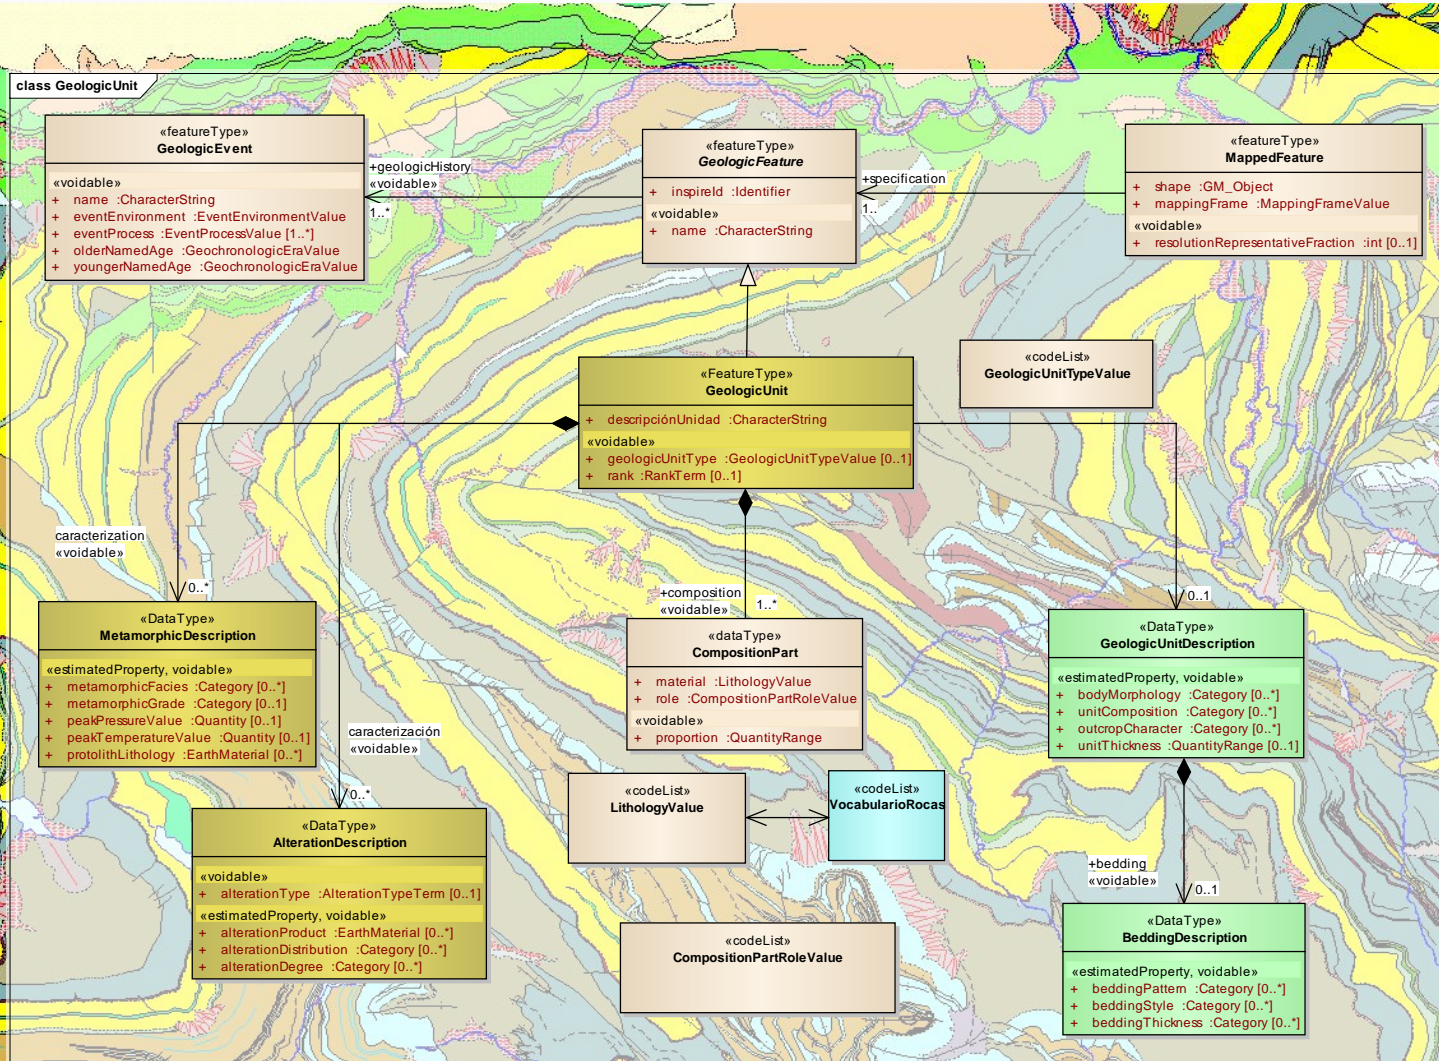 class GeologicUnit
«featureType»
GeologicEvent
«voidable»
+ name :CharacterString
+ eventEnvironment :EventEnvironmentValue
+ eventProcess :EventProcessValue [1..*]
+ olderNamedAge :GeochronologicEraValue
+ youngerNamedAge :GeochronologicEraValue
+geologicHistory
«voidable»
1..*
«featureType»
GeologicFeature
+ inspireId :Identifier
«voidable»
+ name :CharacterString
+specification
1..
«featureType»
MappedFeature
+ shape :GM_Object
+ mappingFrame :MappingFrameValue
«voidable»
+ resolutionRepresentativeFraction :int [0..1]
«FeatureType»
GeologicUnit
+ descripciónUnidad :CharacterString
«voidable»
+ geologicUnitType :GeologicUnitTypeValue [0..1]
+ rank :RankTerm [0..1]
«codeList»
GeologicUnitTypeValue
caracterization
«voidable»
0..*
«DataType»
MetamorphicDescription
«estimatedProperty, voidable»
+ metamorphicFacies :Category [0..*]
+ metamorphicGrade :Category [0..1]
+ peakPressureValue :Quantity [0..1]
+ peakTemperatureValue :Quantity [0..1]
+ protolithLithology :EarthMaterial [0..*]
caracterización
«voidable»
0..*
«DataType»
AlterationDescription
«voidable»
+ alterationType :AlterationTypeTerm [0..1]
«estimatedProperty, voidable»
+ alterationProduct :EarthMaterial [0..*]
+ alterationDistribution :Category [0..*]
+ alterationDegree :Category [0..*]
+composition
«voidable»
1..*
«dataType»
CompositionPart
+ material :LithologyValue
+ role :CompositionPartRoleValue
«voidable»
+ proportion :QuantityRange
«codeList»
LithologyValue
«codeList»
VocabularioRocas
«codeList»
CompositionPartRoleValue
0..1
«DataType»
GeologicUnitDescription
«estimatedProperty, voidable»
+ bodyMorphology :Category [0..*]
+ unitComposition :Category [0..*]
+ outcropCharacter :Category [0..*]
+ unitThickness :QuantityRange [0..1]
+bedding
«voidable»
0..1
«DataType»
BeddingDescription
«estimatedProperty, voidable»
+ beddingPattern :Category [0..*]
+ beddingStyle :Category [0..*]
+ beddingThickness :Category [0..*]